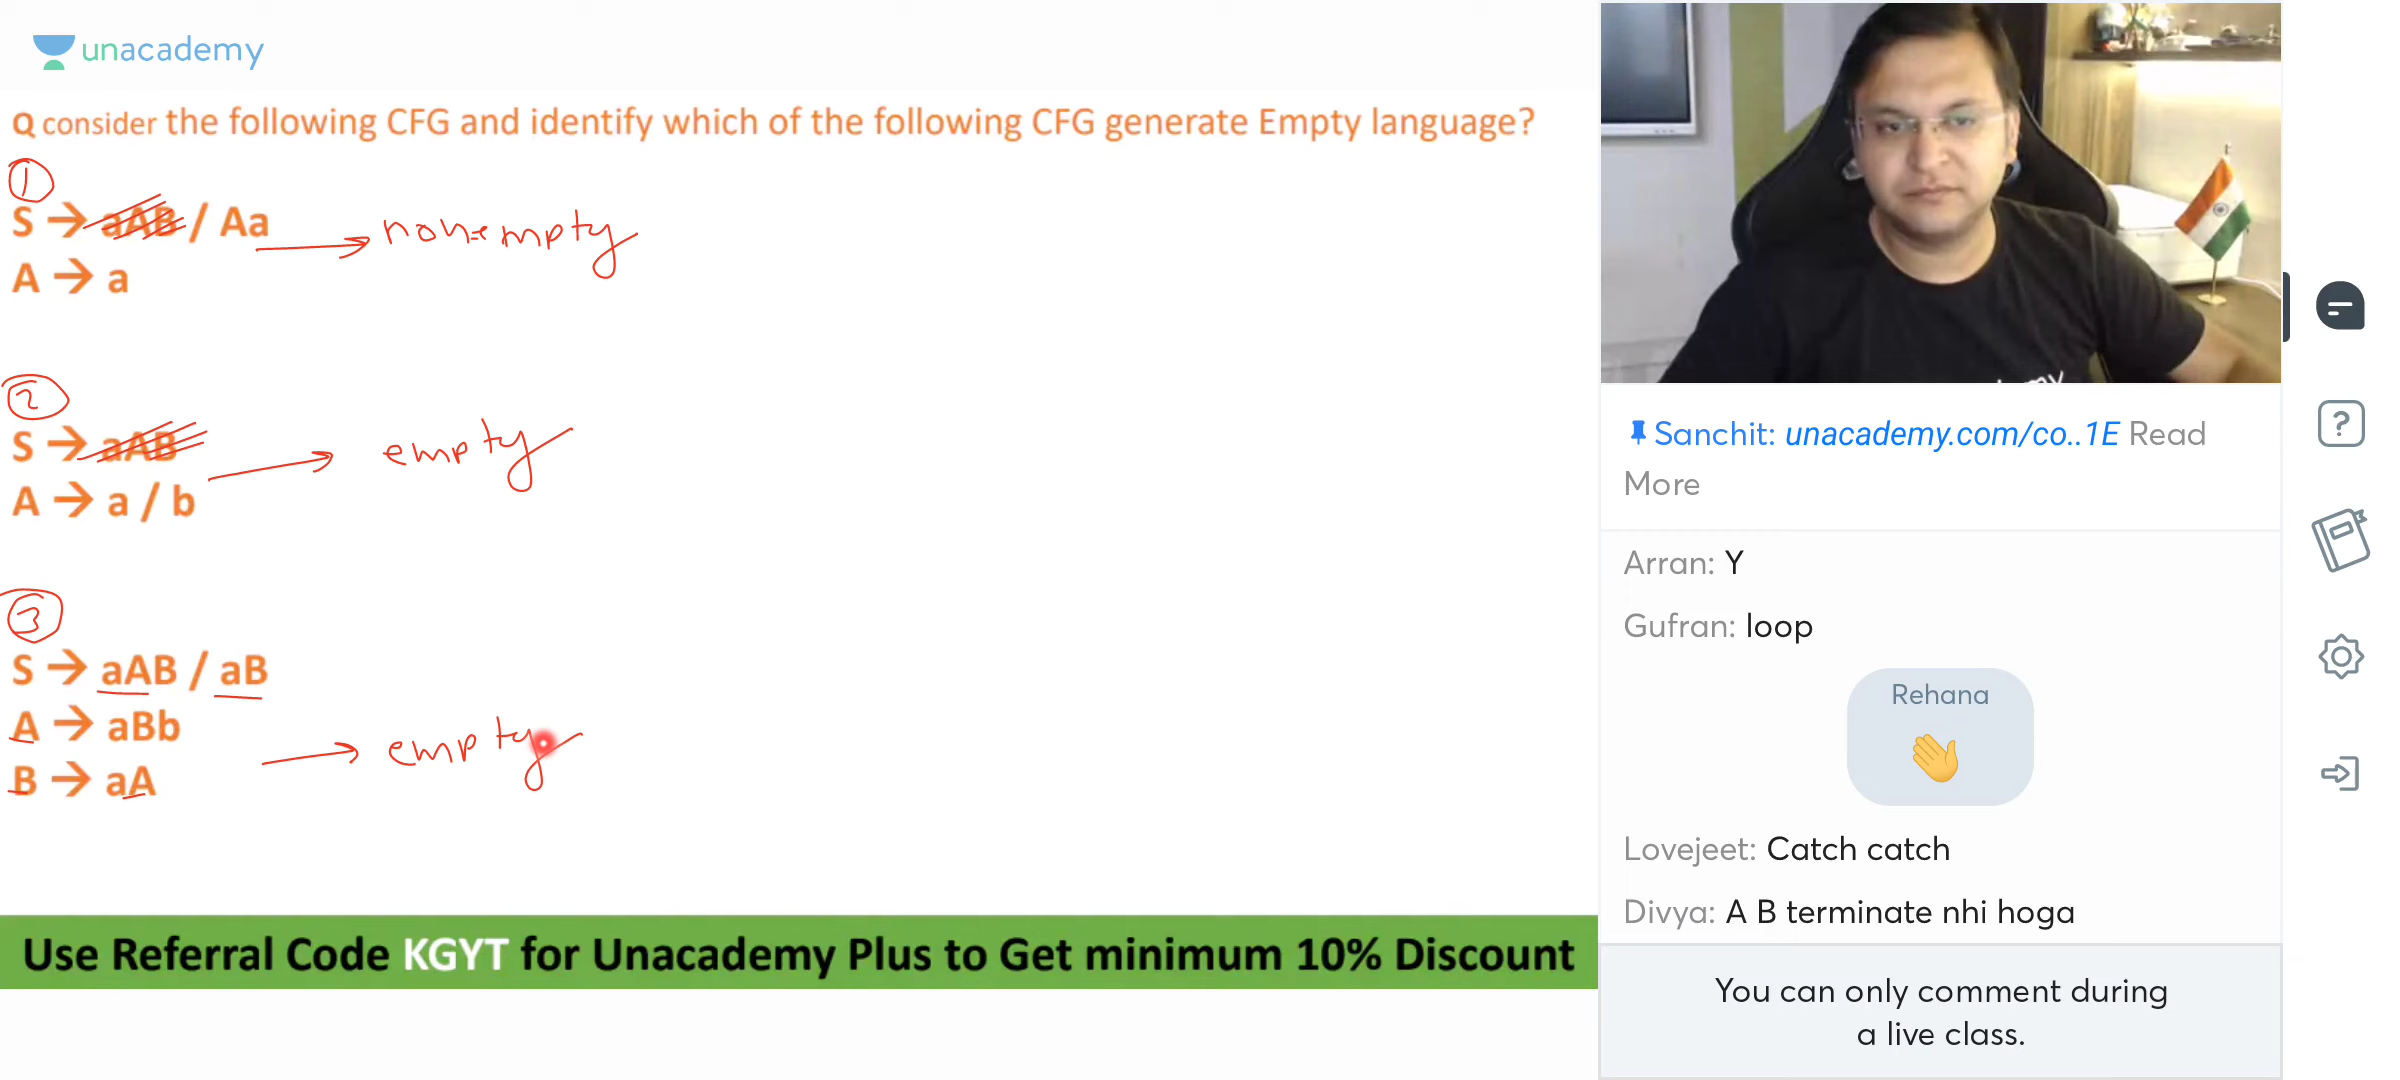 unacademy
Q consider the following CFG and identify which of the following CFG generate Empty language?
1
S → aAB / Aa → non-empty
A → a
2
S → aAB → empty
A → a / b
3
S → aAB / aB
A → aBb → empty
B → aA
Use Referral Code KGYT for Unacademy Plus to Get minimum 10% Discount
Sanchit: unacademy.com/co..1E Read
More
Arran: Y
Gufran: loop
Rehana
Lovejeet: Catch catch
Divya: A B terminate nhi hoga
You can only comment during
a live class.